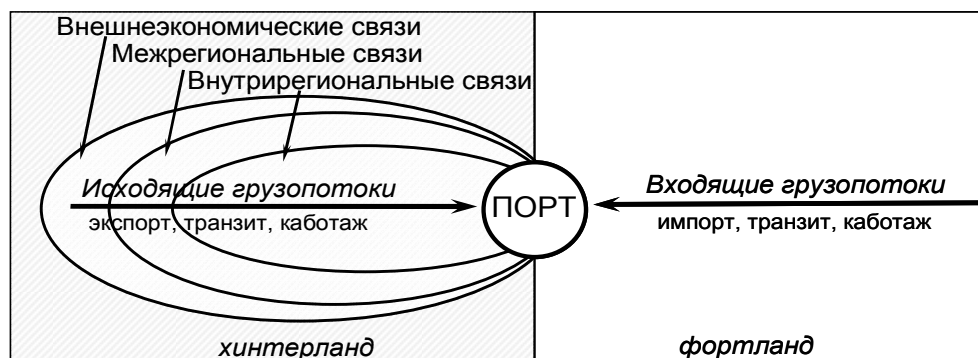 Внешнеэкономические связи
Межрегиональные связи
Внутрирегиональные связи
Исходящие грузопотоки
экспорт, транзит, каботаж
ПОРТ
Входящие грузопотоки
импорт, транзит, каботаж
хинтерланд
фортланд